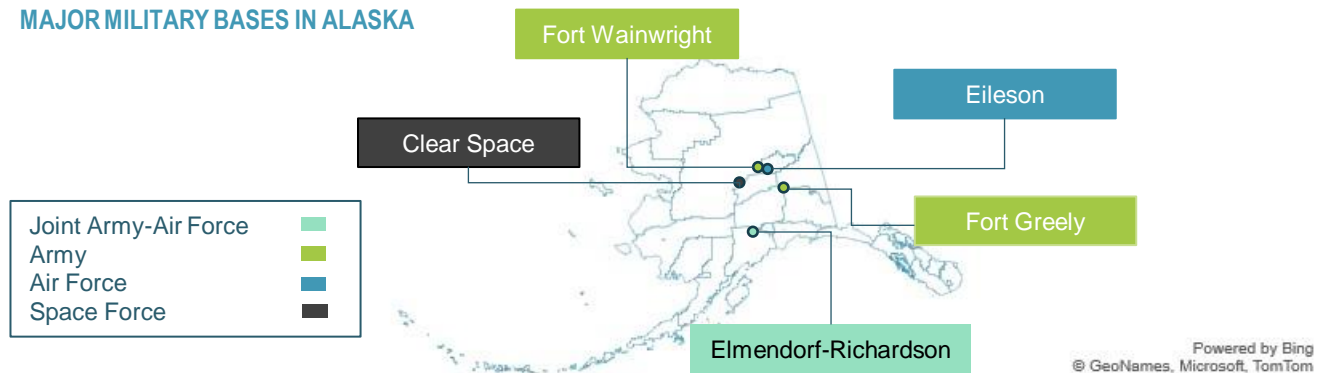 MAJOR MILITARY BASES IN ALASKA
Fort Wainwright
Eileson
Clear Space
Joint Army-Air Force
Army
Air Force
Space Force
Fort Greely
Elmendorf-Richardson
Powered by Bing
© GeoNames, Microsoft, TomTom